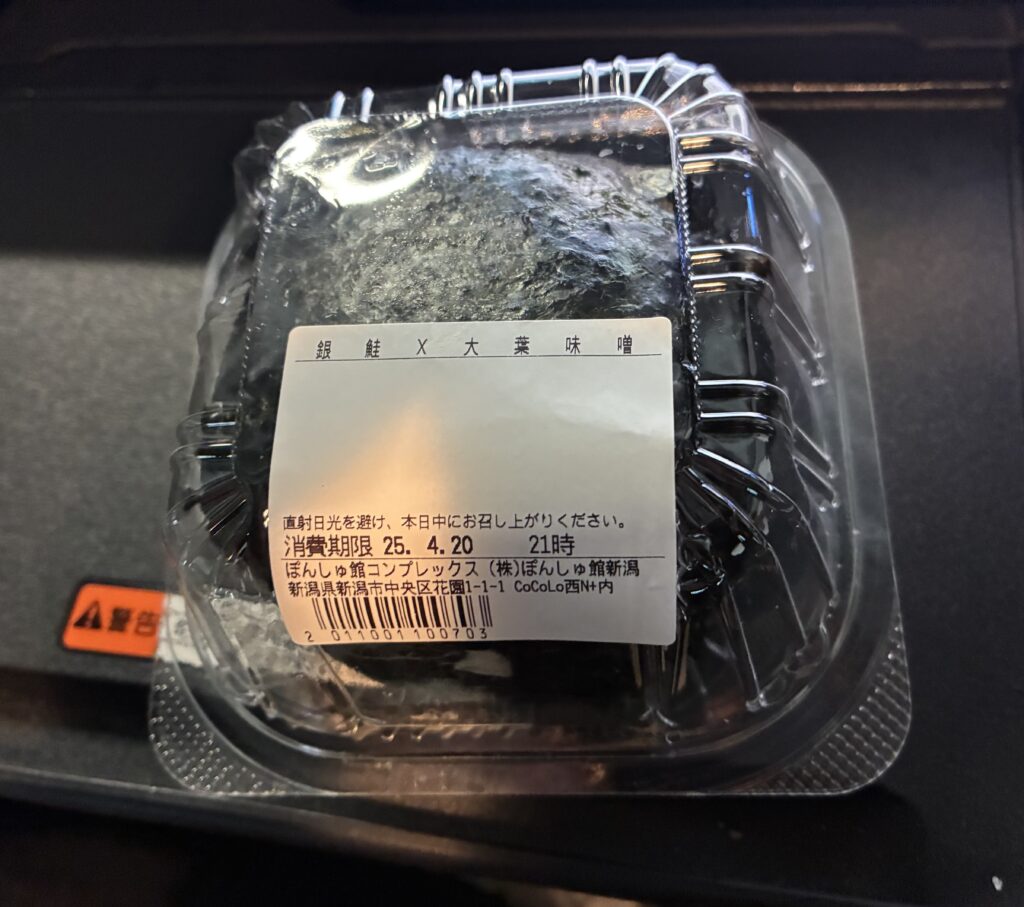 銀鮭X大葉味噌
直射日光を避け、本日中にお召し上がりください。
消費期限 25. 4.20 21時
ぽんしゅ館コンプレックス (株)ぽんしゅ館新潟
新潟県新潟市中央区花園1-1-1 CoCoLo西N+内
2 011001 100703
警告